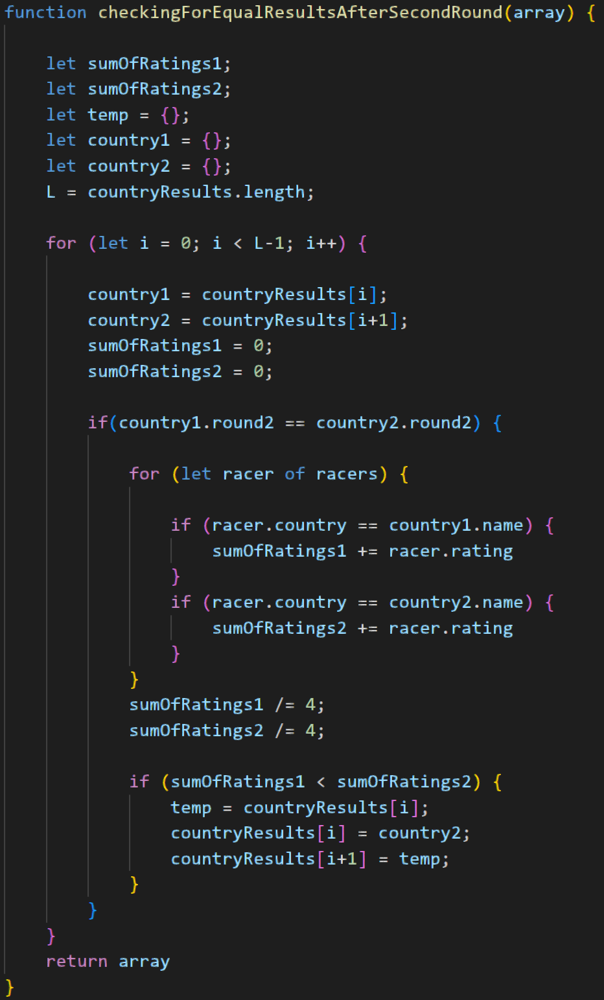 function checkingForEqualResultsAfterSecondRound(array) {
let sumOfRatings1;
let sumOfRatings2;
let temp = {};
let country1 = {};
let country2 = {};
L = countryResults.length;
for (let i = 0; i < L-1; i++) {
country1 = countryResults[i];
country2 = countryResults[i+1];
sumOfRatings1 = 0;
sumOfRatings2 = 0;
if(country1.round2 == country2.round2) {
for (let racer of racers) {
if (racer.country == country1.name) {
sumOfRatings1 += racer.rating
}
if (racer.country == country2.name) {
sumOfRatings2 += racer.rating
}
}
sumOfRatings1 /= 4;
sumOfRatings2 /= 4;
if (sumOfRatings1 < sumOfRatings2) {
temp = countryResults[i];
countryResults[i] = country2;
countryResults[i+1] = temp;
}
}
}
return array
}